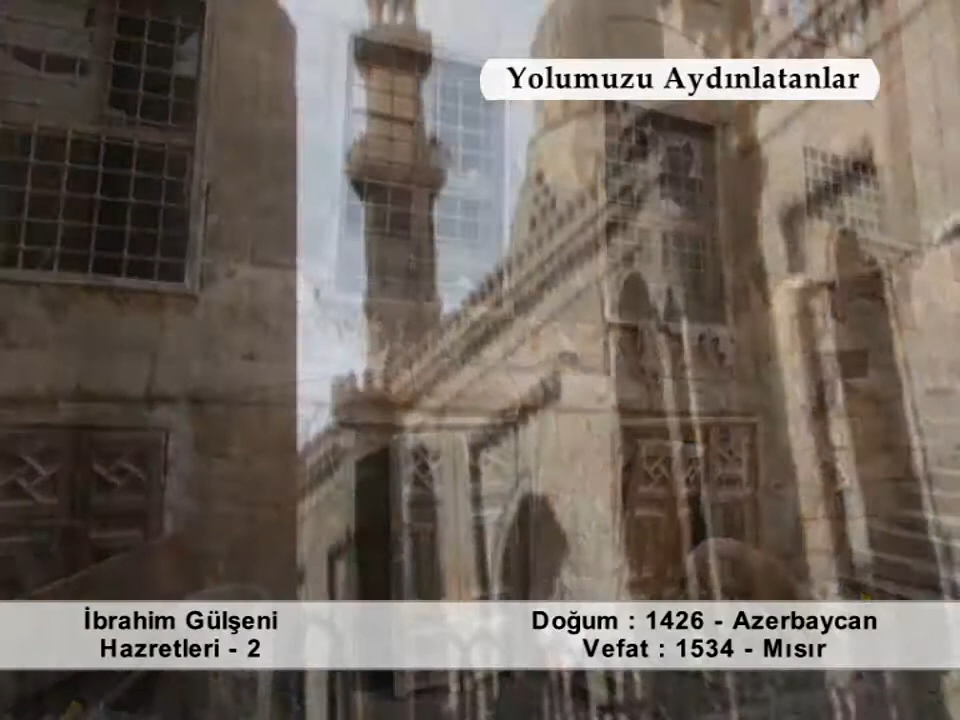 Yolumuzu Aydınlatanlar
İbrahim Gülşeni
Hazretleri - 2
Doğum : 1426 - Azerbaycan
Vefat : 1534 - Mısır